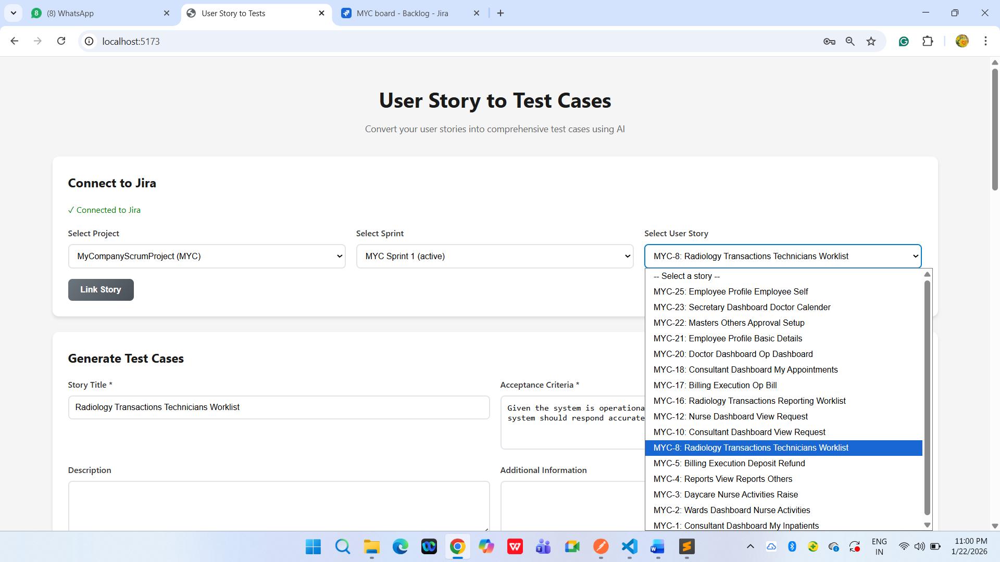 8
(8) WhatsApp
User Story to Tests
MYC board - Backlog - Jira
localhost:5173
User Story to Test Cases
Convert your user stories into comprehensive test cases using AI
Connect to Jira
✓ Connected to Jira
Select Project
Select Sprint
Select User Story
MyCompanyScrumProject (MYC)
MYC Sprint 1 (active)
MYC-8: Radiology Transactions Technicians Worklist
Link Story
-- Select a story --
MYC-25: Employee Profile Employee Self
MYC-23: Secretary Dashboard Doctor Calender
MYC-22: Masters Others Approval Setup
MYC-21: Employee Profile Basic Details
MYC-20: Doctor Dashboard Op Dashboard
MYC-18: Consultant Dashboard My Appointments
MYC-17: Billing Execution Op Bill
MYC-16: Radiology Transactions Reporting Worklist
MYC-12: Nurse Dashboard View Request
MYC-10: Consultant Dashboard View Request
MYC-8: Radiology Transactions Technicians Worklist
MYC-5: Billing Execution Deposit Refund
MYC-4: Reports View Reports Others
MYC-3: Daycare Nurse Activities Raise
MYC-2: Wards Dashboard Nurse Activities
MYC-1: Consultant Dashboard My Inpatients
Generate Test Cases
Story Title *
Radiology Transactions Technicians Worklist
Acceptance Criteria *
Given the system is operationa
system should respond accurate
Description
Additional Information
ENG
IN
11:00 PM
1/22/2026